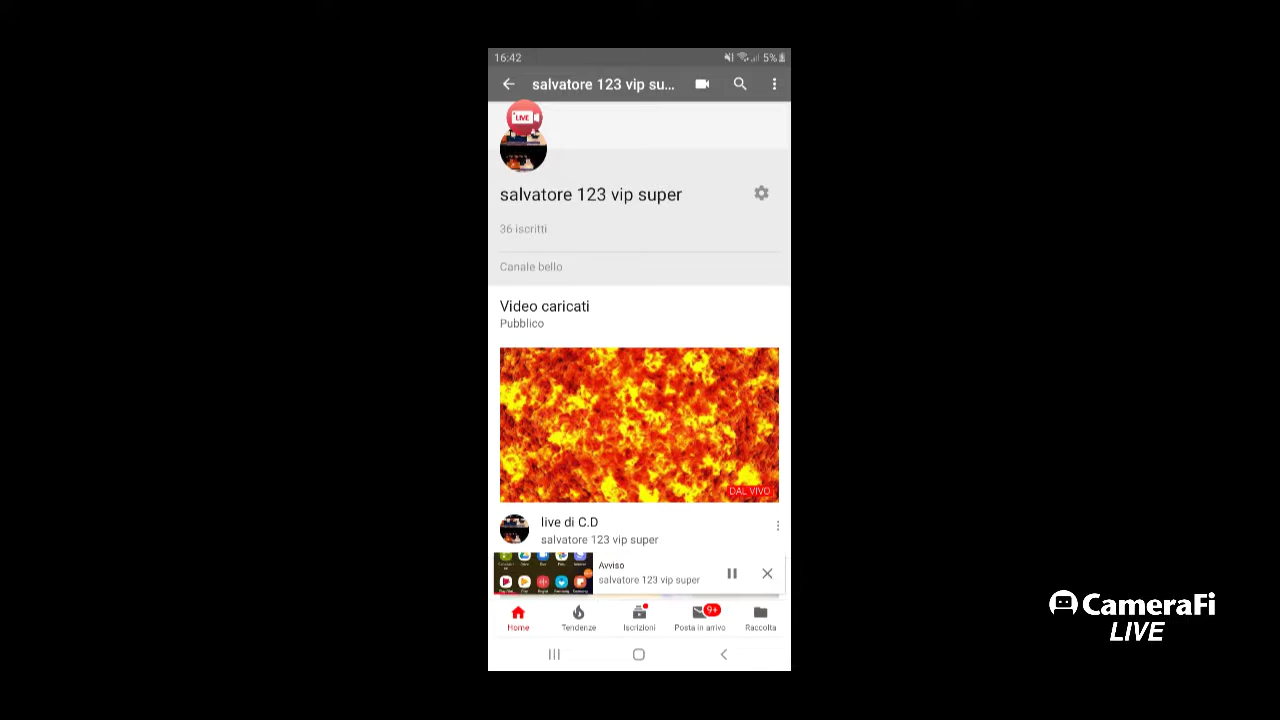 16:42
5%
salvatore 123 vip su...
LIVE
salvatore 123 vip super
36 iscritti
Canale bello
Video caricati
Pubblico
DAL VIVO
live di C.D
salvatore 123 vip super
Avviso
salvatore 123 vip super
9+
Home
Tendenze
Iscrizioni
Posta in arrivo
Raccolta
CameraFi
LIVE